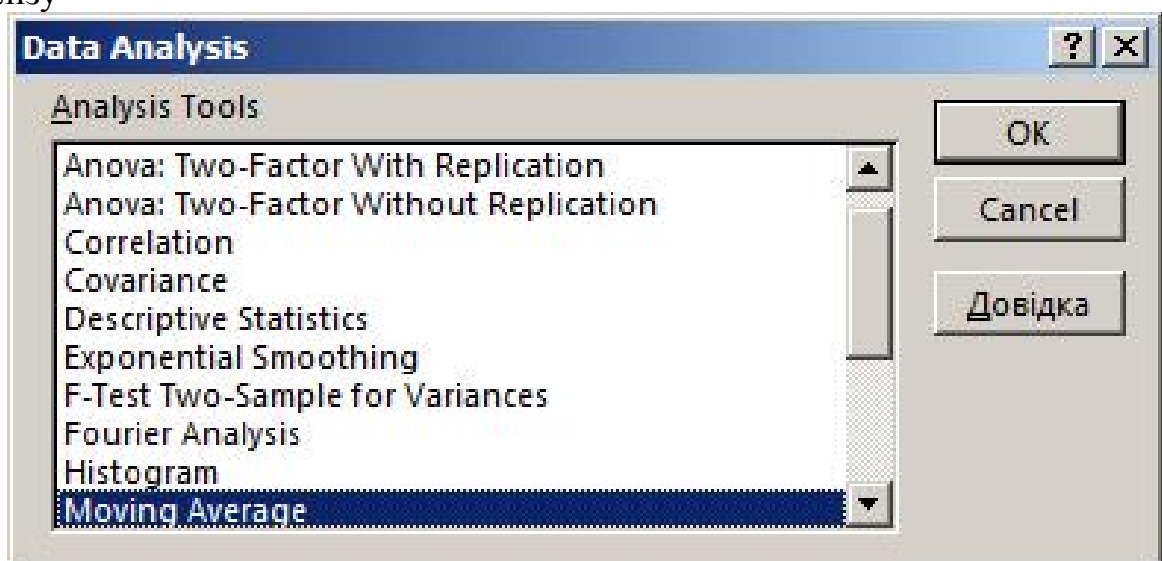 Data Analysis
Analysis Tools
Anova: Two-Factor With Replication
Anova: Two-Factor Without Replication
Correlation
Covariance
Descriptive Statistics
Exponential Smoothing
F-Test Two-Sample for Variances
Fourier Analysis
Histogram
Moving Average
OK
Cancel
Довідка